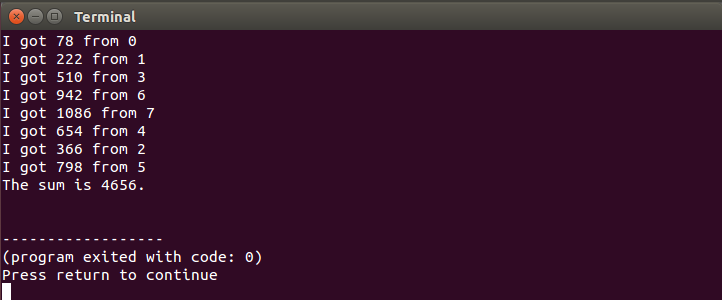 Terminal
I got 78 from 0
I got 222 from 1
I got 510 from 3
I got 942 from 6
I got 1086 from 7
I got 654 from 4
I got 366 from 2
I got 798 from 5
The sum is 4656.
------------------
(program exited with code: 0)
Press return to continue